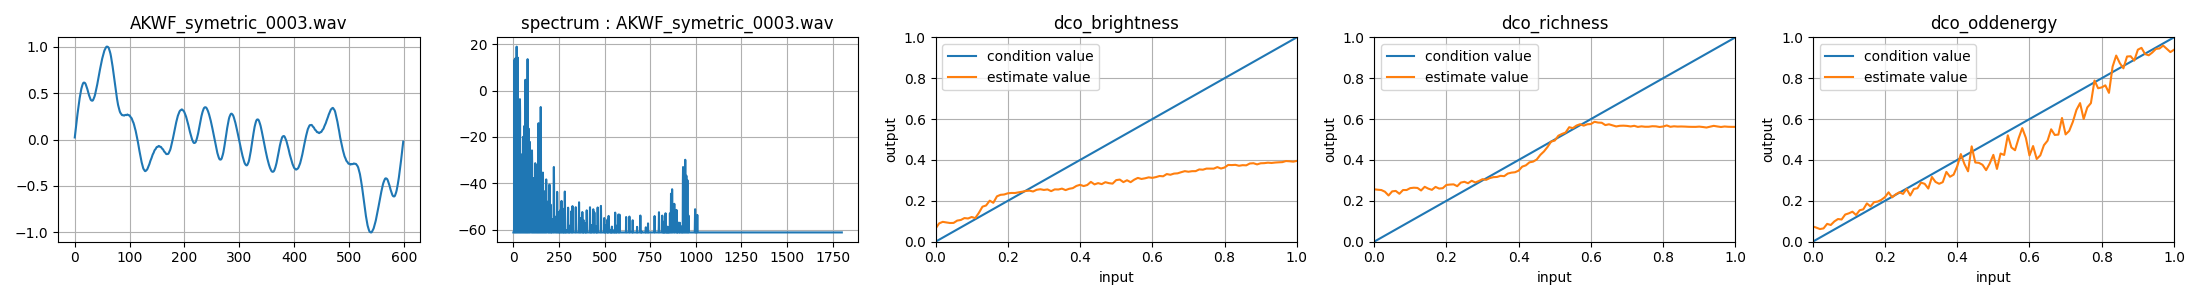 AKWF_symetric_0003.wav
1.0
0.5
0.0
−0.5
−1.0
0 100 200 300 400 500 600
spectrum : AKWF_symetric_0003.wav
20
0
−20
−40
−60
0 250 500 750 1000 1250 1500 1750
dco_brightness
condition value
estimate value
output
1.0
0.8
0.6
0.4
0.2
0.0
0.0 0.2 0.4 0.6 0.8 1.0
input
dco_richness
condition value
estimate value
output
1.0
0.8
0.6
0.4
0.2
0.0
0.0 0.2 0.4 0.6 0.8 1.0
input
dco_oddenergy
condition value
estimate value
output
1.0
0.8
0.6
0.4
0.2
0.0
0.0 0.2 0.4 0.6 0.8 1.0
input